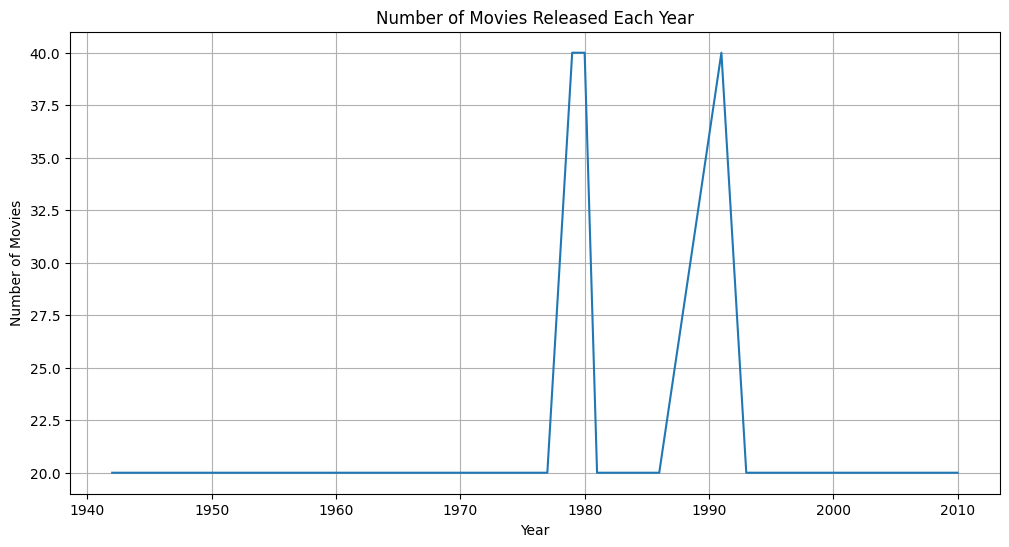 Number of Movies Released Each Year
Number of Movies
40.0
37.5
35.0
32.5
30.0
27.5
25.0
22.5
20.0
1940 1950 1960 1970 1980 1990 2000 2010
Year